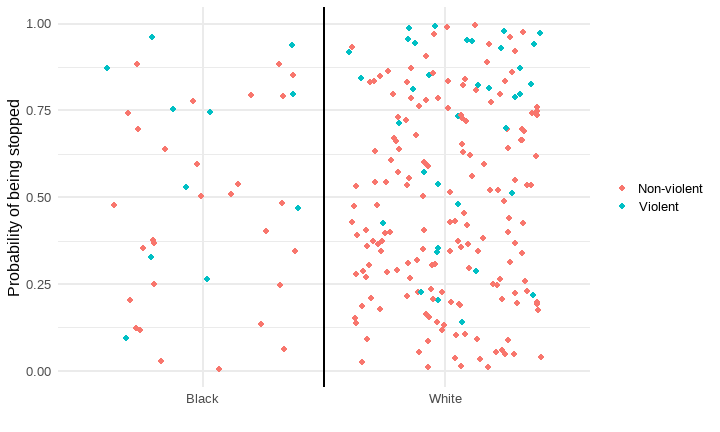 Probability of being stopped
1.00
0.75
0.50
0.25
0.00
Black
White
Non-violent
Violent